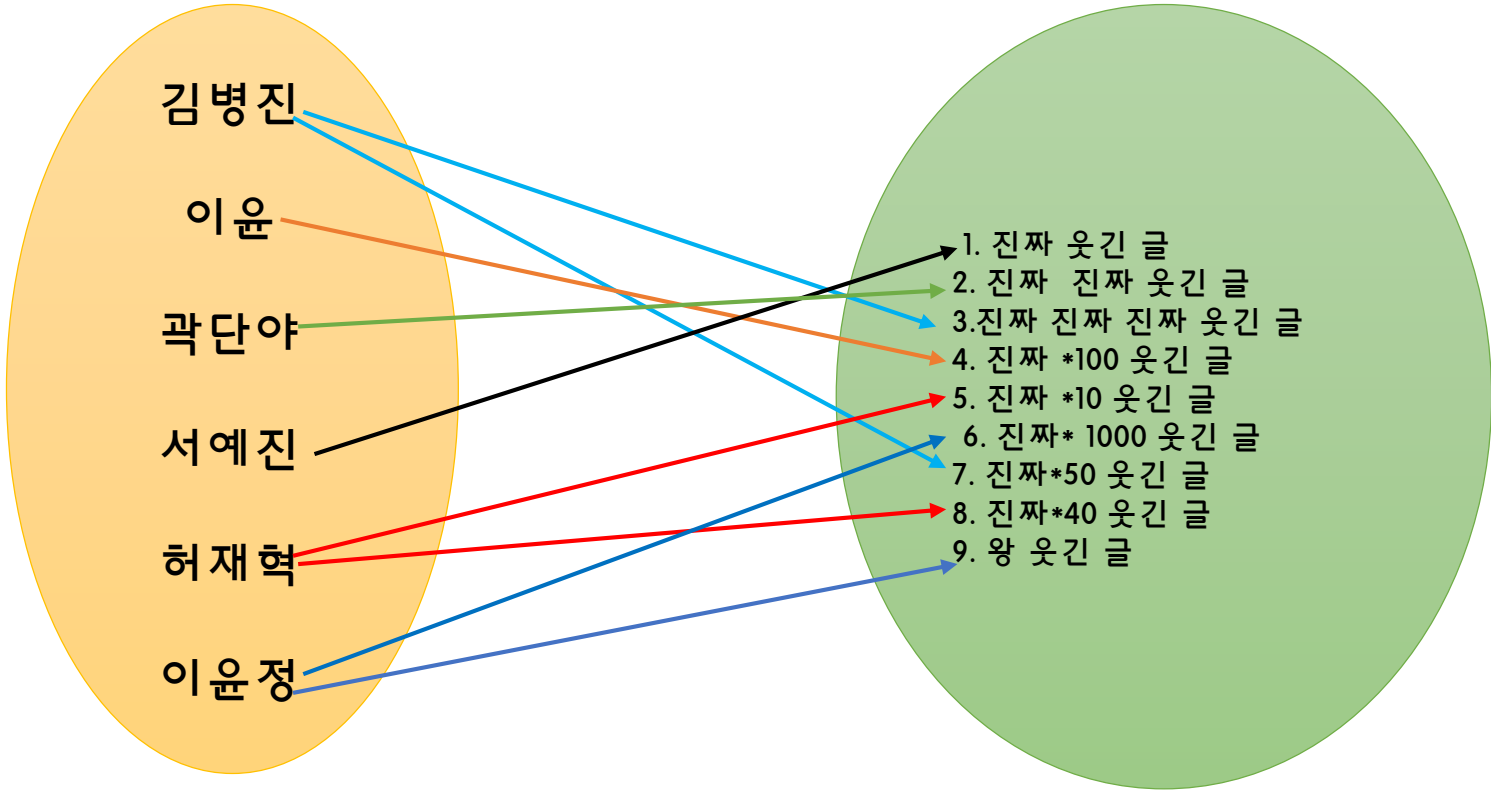 김병진
이윤
곽단야
서예진
허재혁
이윤정
1. 진짜 웃긴 글
2. 진짜  진짜 웃긴 글
3.진짜 진짜 진짜 웃긴 글
4. 진짜 *100 웃긴 글
5. 진짜 *10 웃긴 글
6. 진짜* 1000 웃긴 글
7. 진짜*50 웃긴 글
8. 진짜*40 웃긴 글
9. 왕 웃긴 글